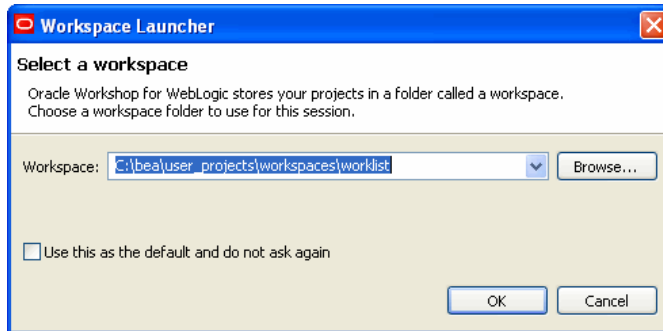 Workspace Launcher
Select a workspace
Oracle Workshop for WebLogic stores your projects in a folder called a workspace.
Choose a workspace folder to use for this session.
Workspace: C:\bea\user_projects\workspaces\worklist Browse...
Use this as the default and do not ask again
OK Cancel